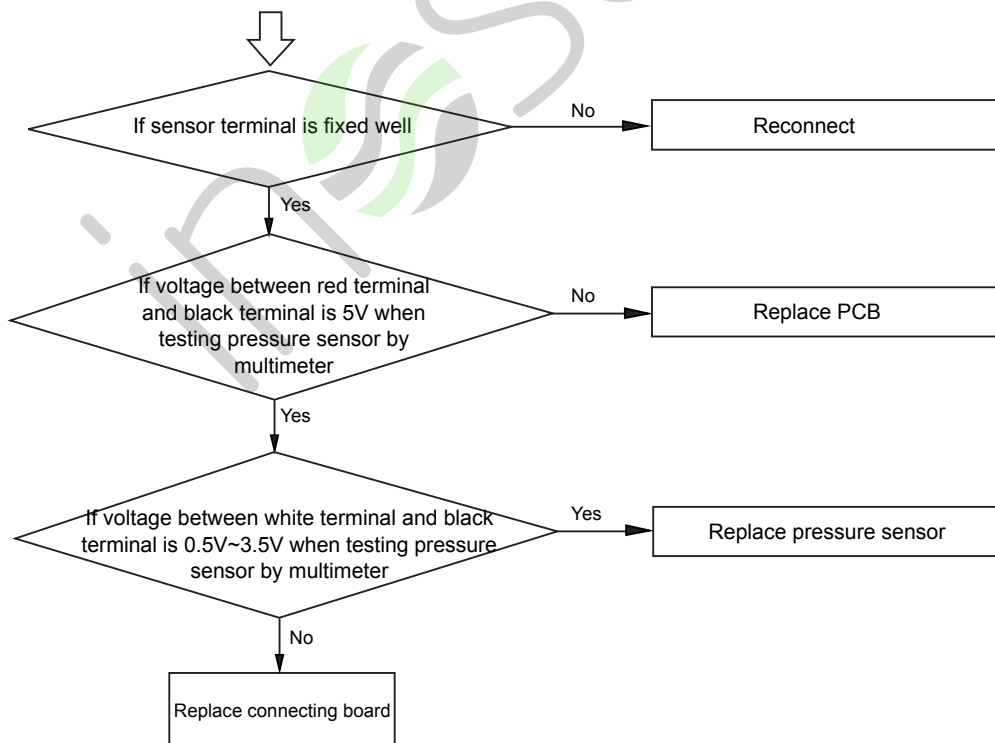 If sensor terminal is fixed well
No
Reconnect
Yes
If voltage between red terminal
and black terminal is 5V when
testing pressure sensor by
multimeter
No
Replace PCB
Yes
If voltage between white terminal and black
terminal is 0.5V~3.5V when testing pressure
sensor by multimeter
Yes
Replace pressure sensor
No
Replace connecting board